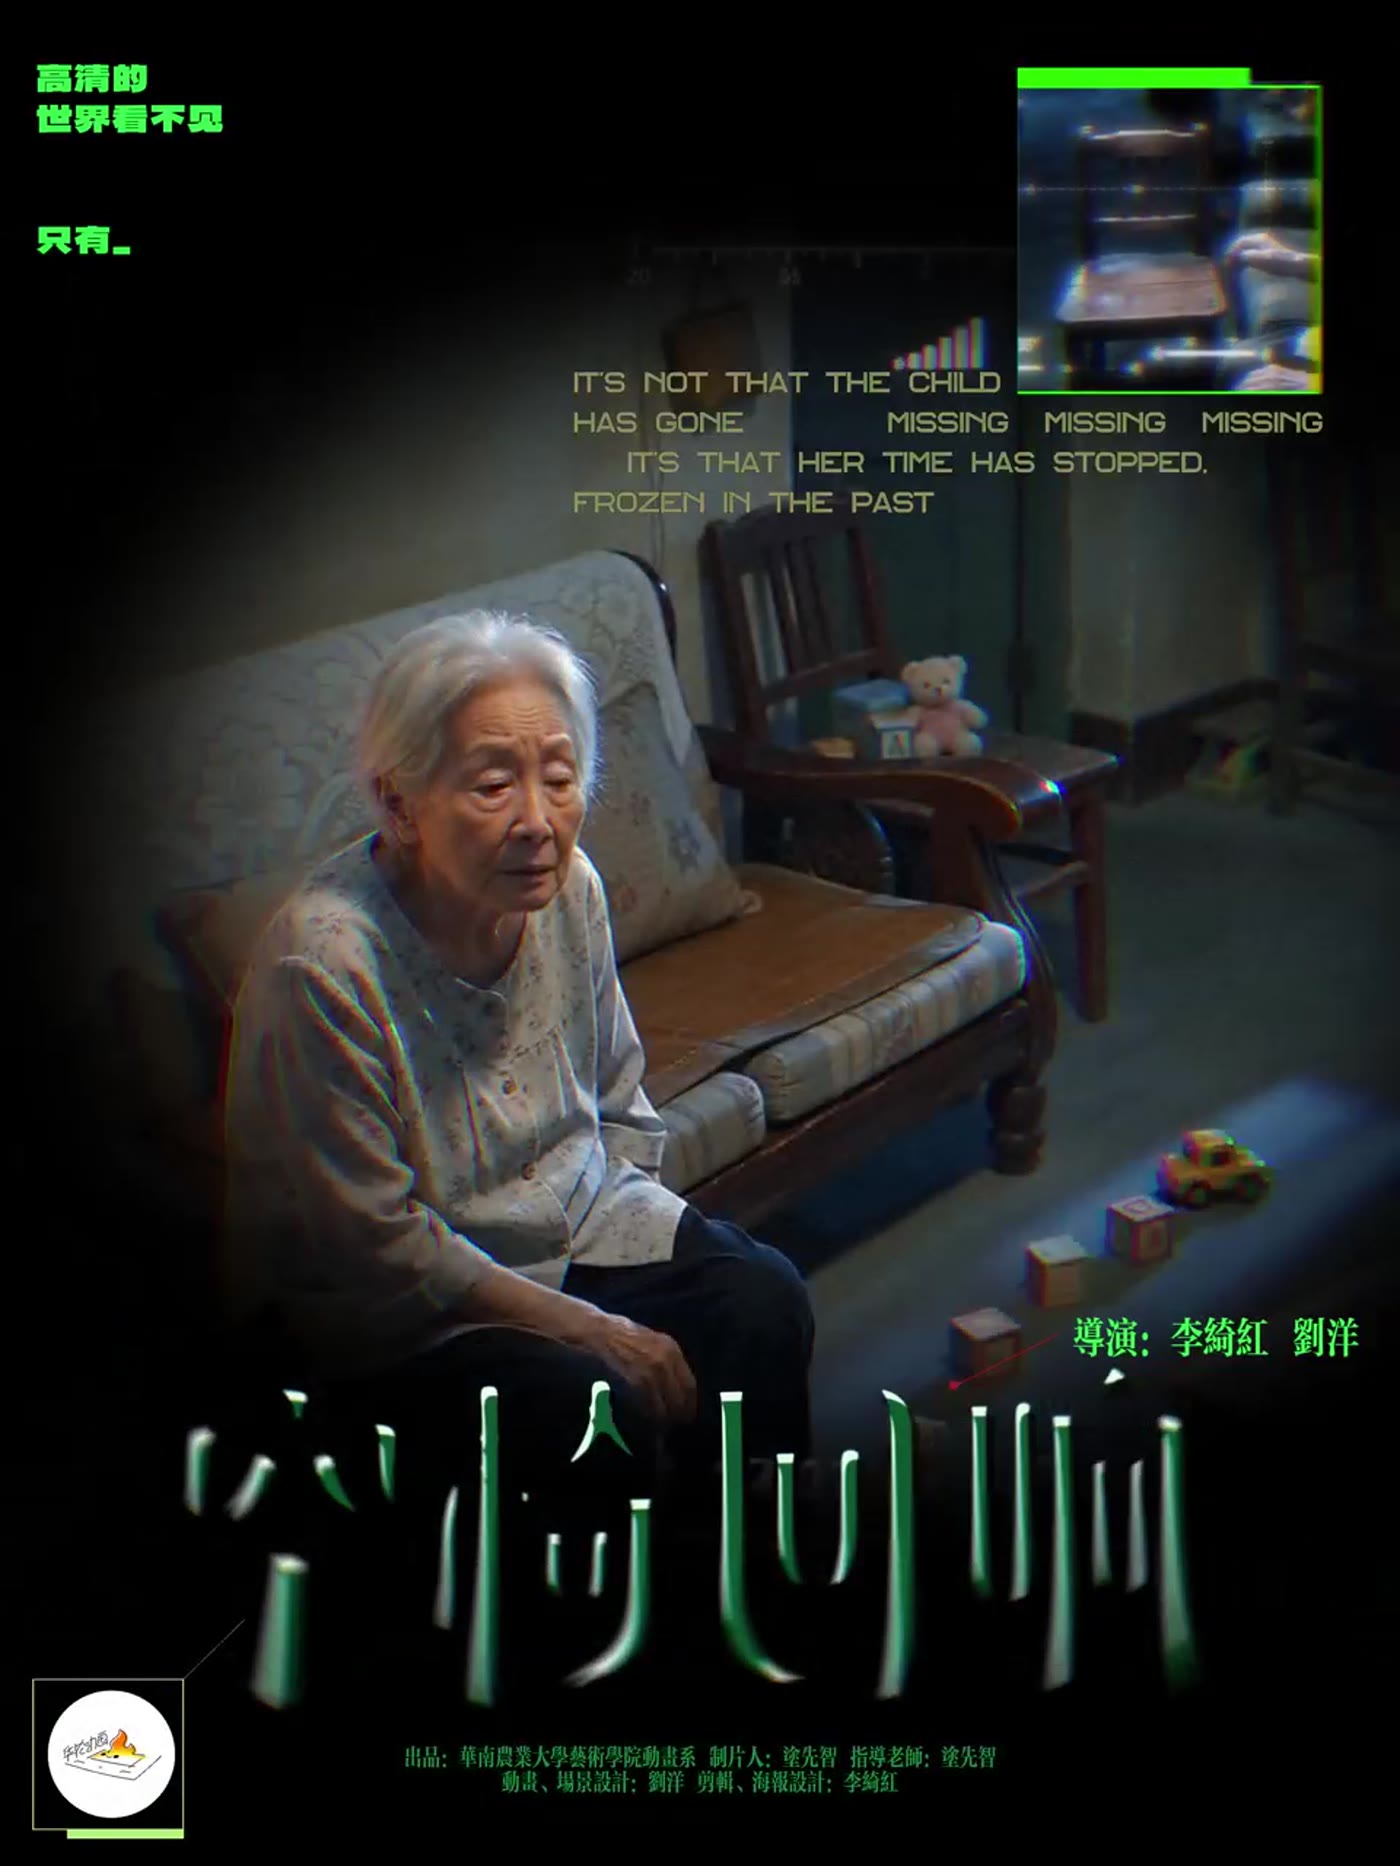 高清的
世界看不见
只有_
IT'S NOT THAT THE CHILD
HAS GONE MISSING MISSING MISSING
IT'S THAT HER TIME HAS STOPPED,
FROZEN IN THE PAST
導演：李綺紅 劉洋
出品：華南農業大學藝術學院動畫系 制片人：塗先智 指導老師：塗先智
動畫、場景設計：劉洋 剪輯、海報設計：李綺紅